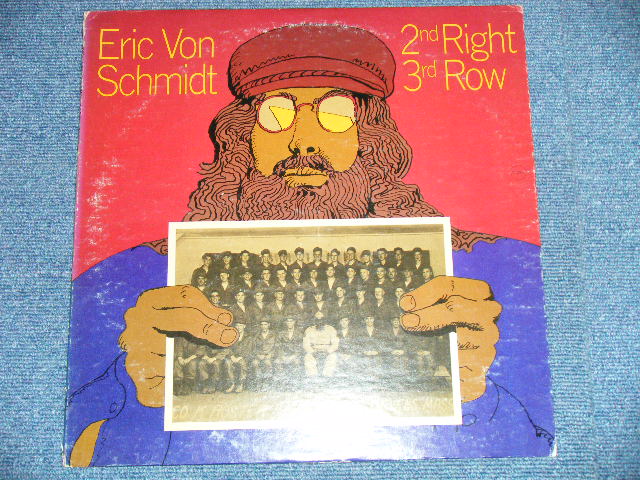 Eric Von
Schmidt
2nd Right
3rd Row